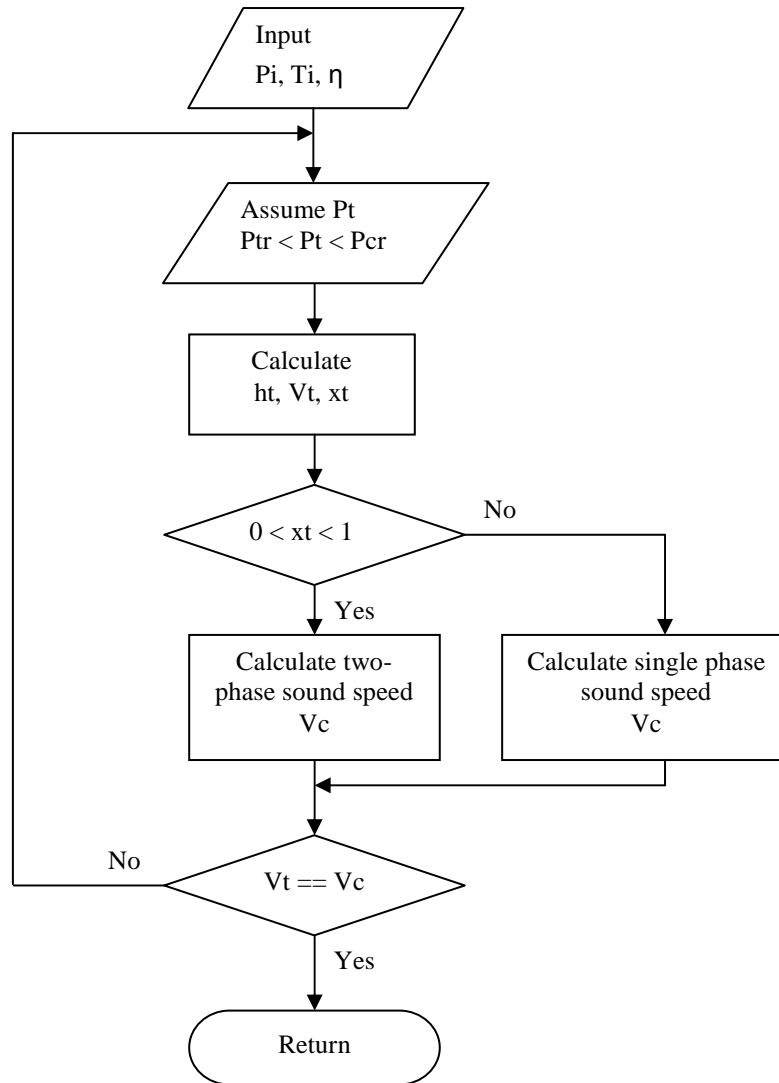 Input
Pi, Ti, η
Assume Pt
Ptr < Pt < Pcr
Calculate
ht, Vt, xt
0 < xt < 1
No
Yes
Calculate two-
phase sound speed
Vc
Calculate single phase
sound speed
Vc
No
Vt == Vc
Yes
Return